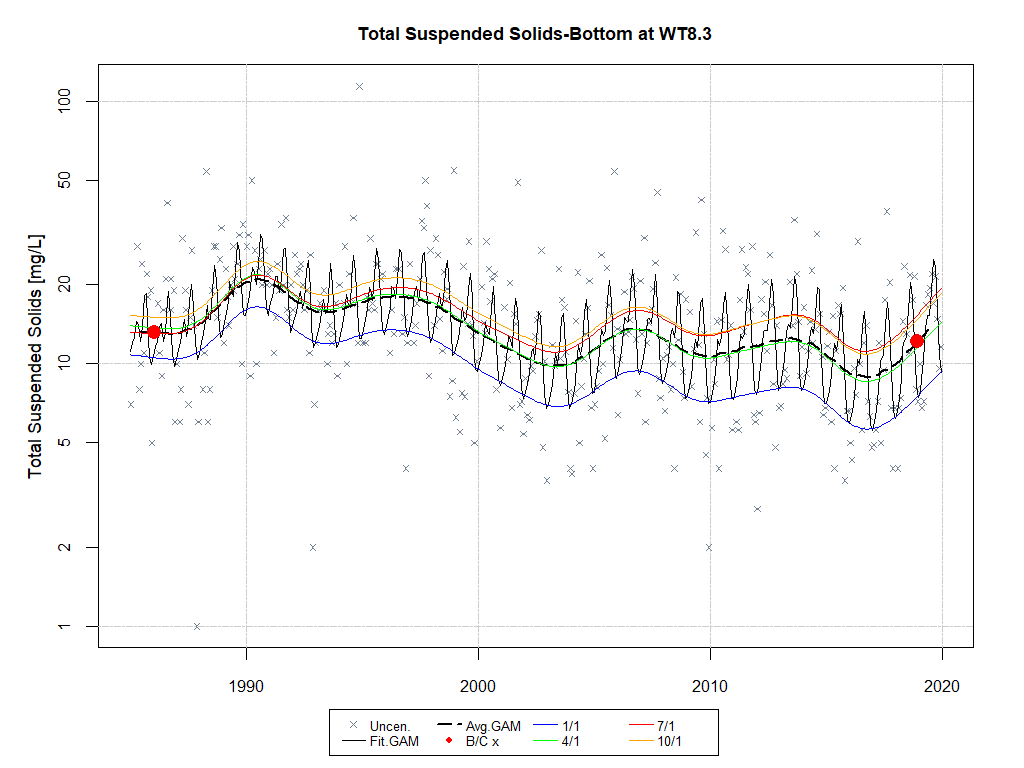 Total Suspended Solids-Bottom at WT8.3
Total Suspended Solids [mg/L]
100
50
20
10
5
2
1
1990 2000 2010 2020
Uncen. Avg.GAM 1/1 7/1
Fit.GAM B/C x 4/1 10/1